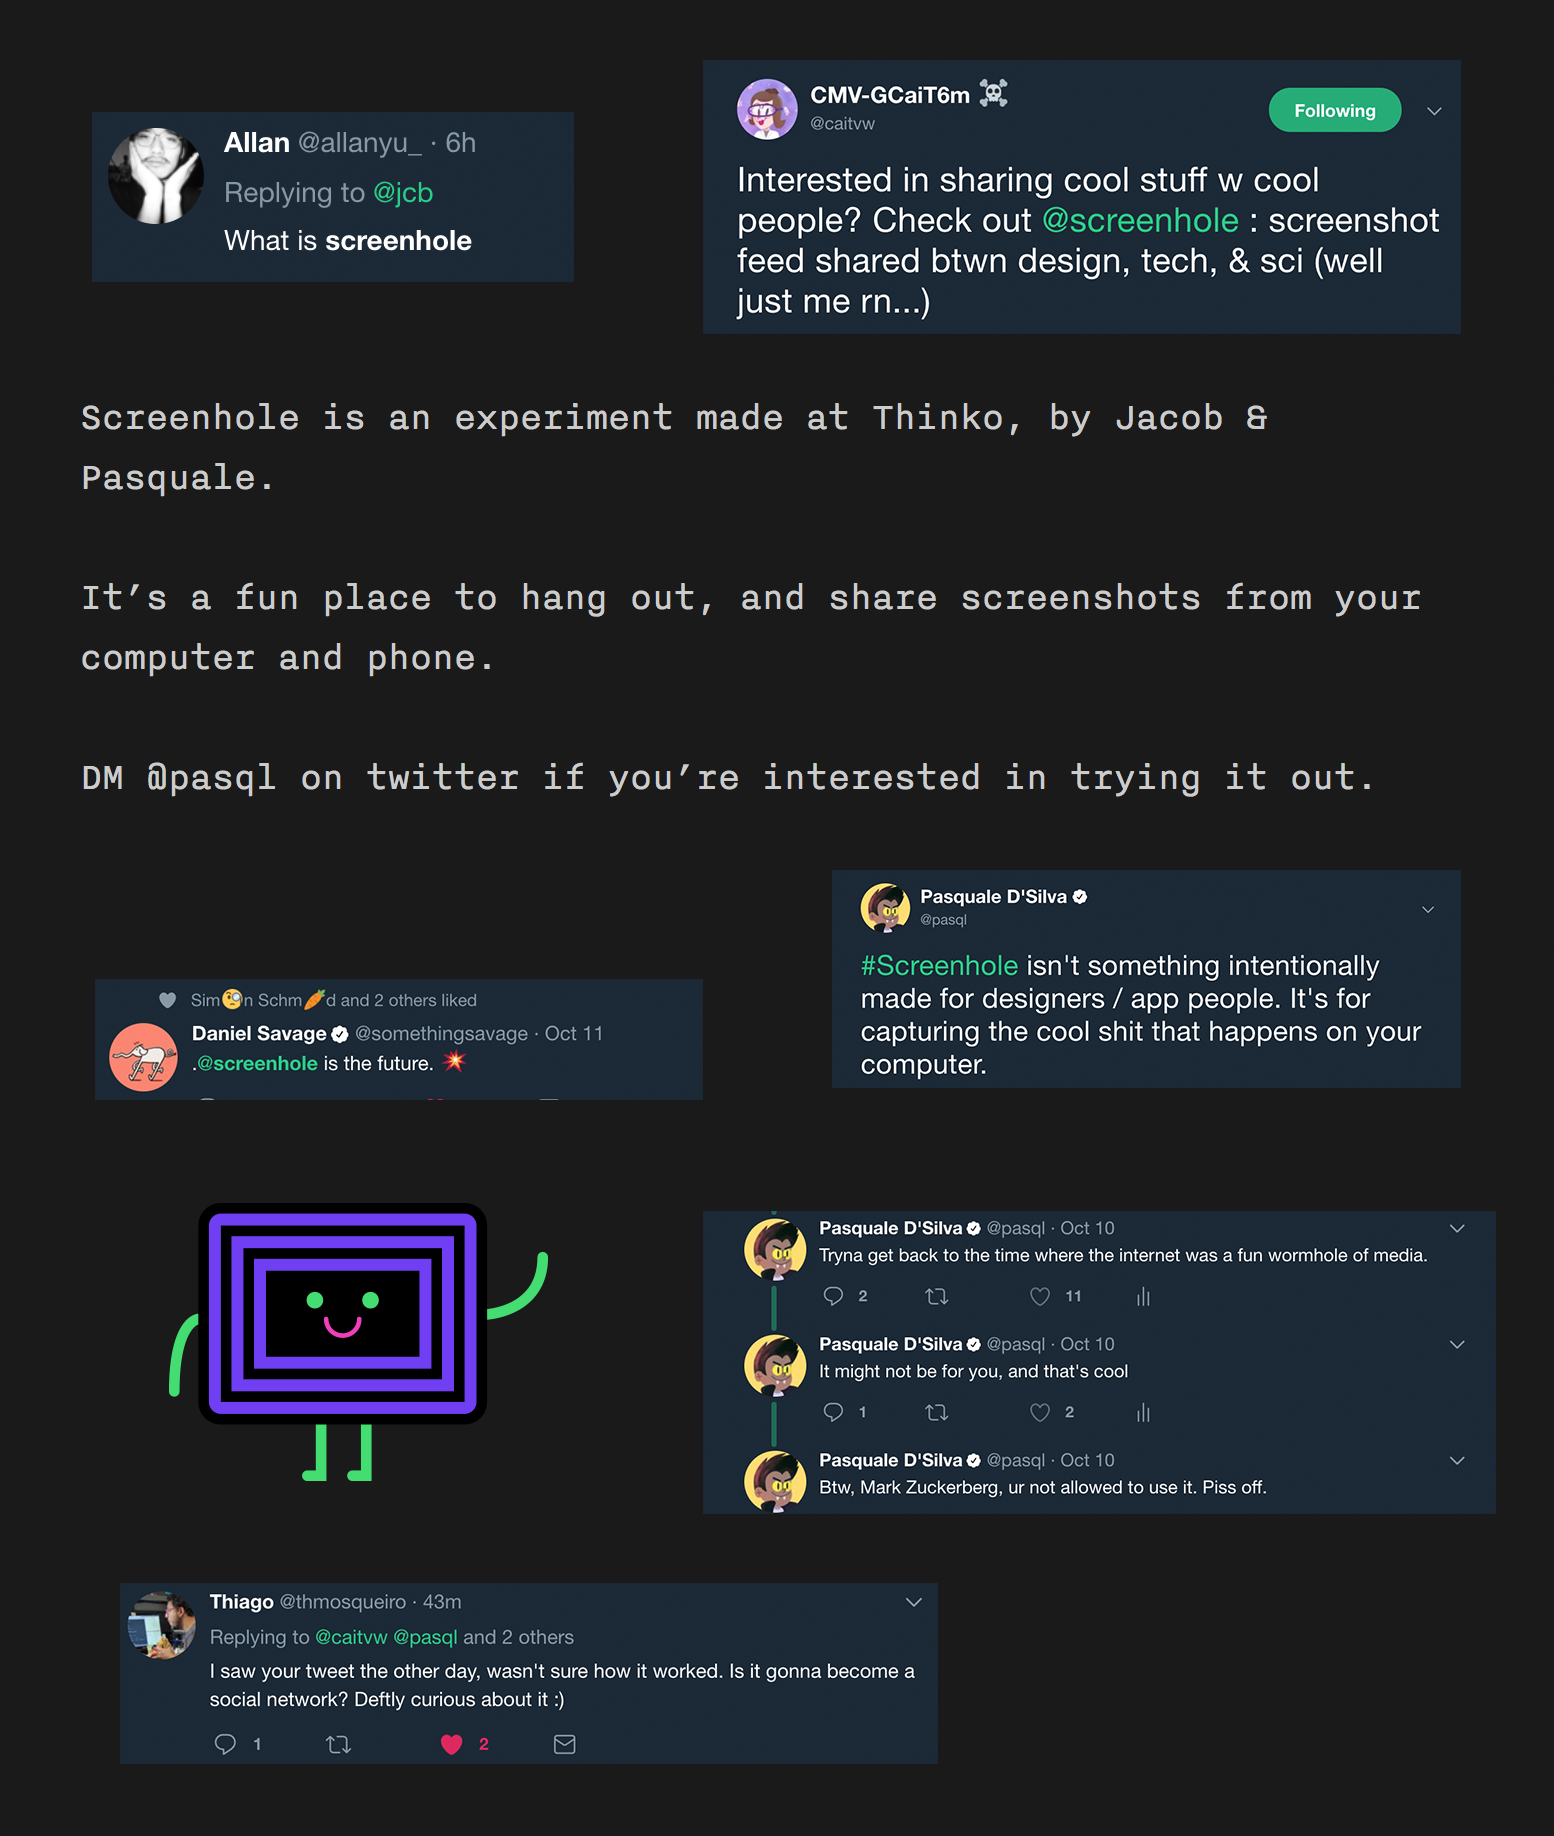 Allan @allanyu_ · 6h
Replying to @jcb
What is screenhole
CMV-GCaiT6m ☠️
@caitvw
Following
Interested in sharing cool stuff w cool
people? Check out @screenhole : screenshot
feed shared btwn design, tech, & sci (well
just me rn...)
Screenhole is an experiment made at Thinko, by Jacob &
Pasquale.
It’s a fun place to hang out, and share screenshots from your
computer and phone.
DM @pasql on twitter if you’re interested in trying it out.
Pasquale D'Silva
@pasql
#Screenhole isn't something intentionally
made for designers / app people. It's for
capturing the cool shit that happens on your
computer.
Sim🧐n Schm🥕d and 2 others liked
Daniel Savage @somethingsavage · Oct 11
.@screenhole is the future. 💥
Pasquale D'Silva @pasql · Oct 10
Tryna get back to the time where the internet was a fun wormhole of media.
2 11
Pasquale D'Silva @pasql · Oct 10
It might not be for you, and that's cool
1 2
Pasquale D'Silva @pasql · Oct 10
Btw, Mark Zuckerberg, ur not allowed to use it. Piss off.
Thiago @thmosqueiro · 43m
Replying to @caitvw @pasql and 2 others
I saw your tweet the other day, wasn't sure how it worked. Is it gonna become a
social network? Deftly curious about it :)
1 2